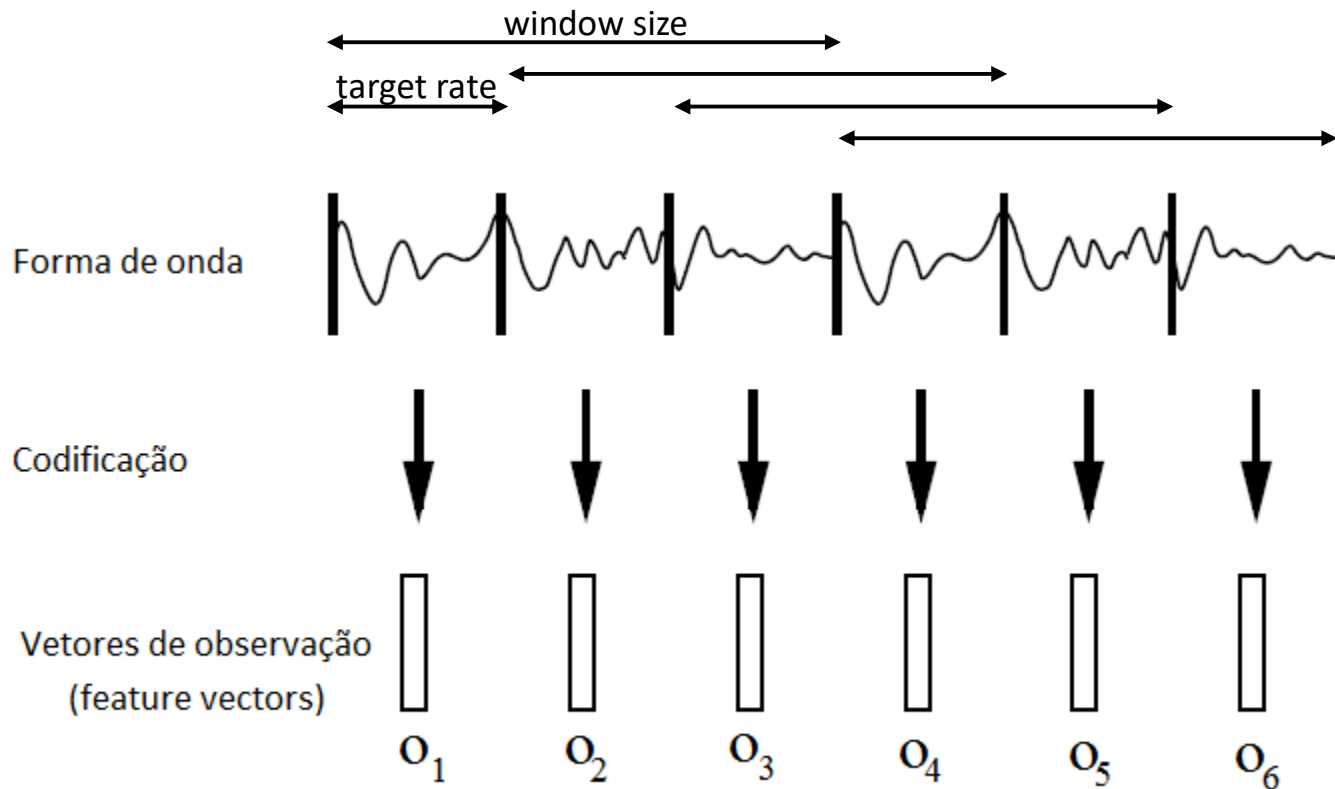 window size
target rate
Forma de onda
Codificação
Vetores de observação
(feature vectors)
O1 O2 O3 O4 O5 O6